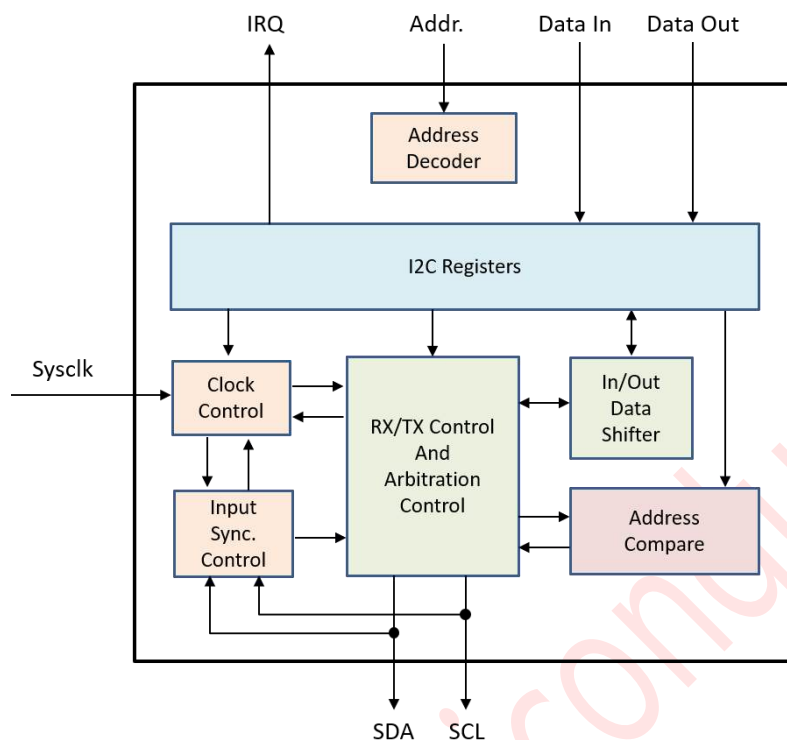 IRQ
Addr.
Data In
Data Out
Address
Decoder
I2C Registers
Sysclk
Clock
Control
RX/TX Control
And
Arbitration
Control
In/Out
Data
Shifter
Input
Sync.
Control
Address
Compare
SDA
SCL